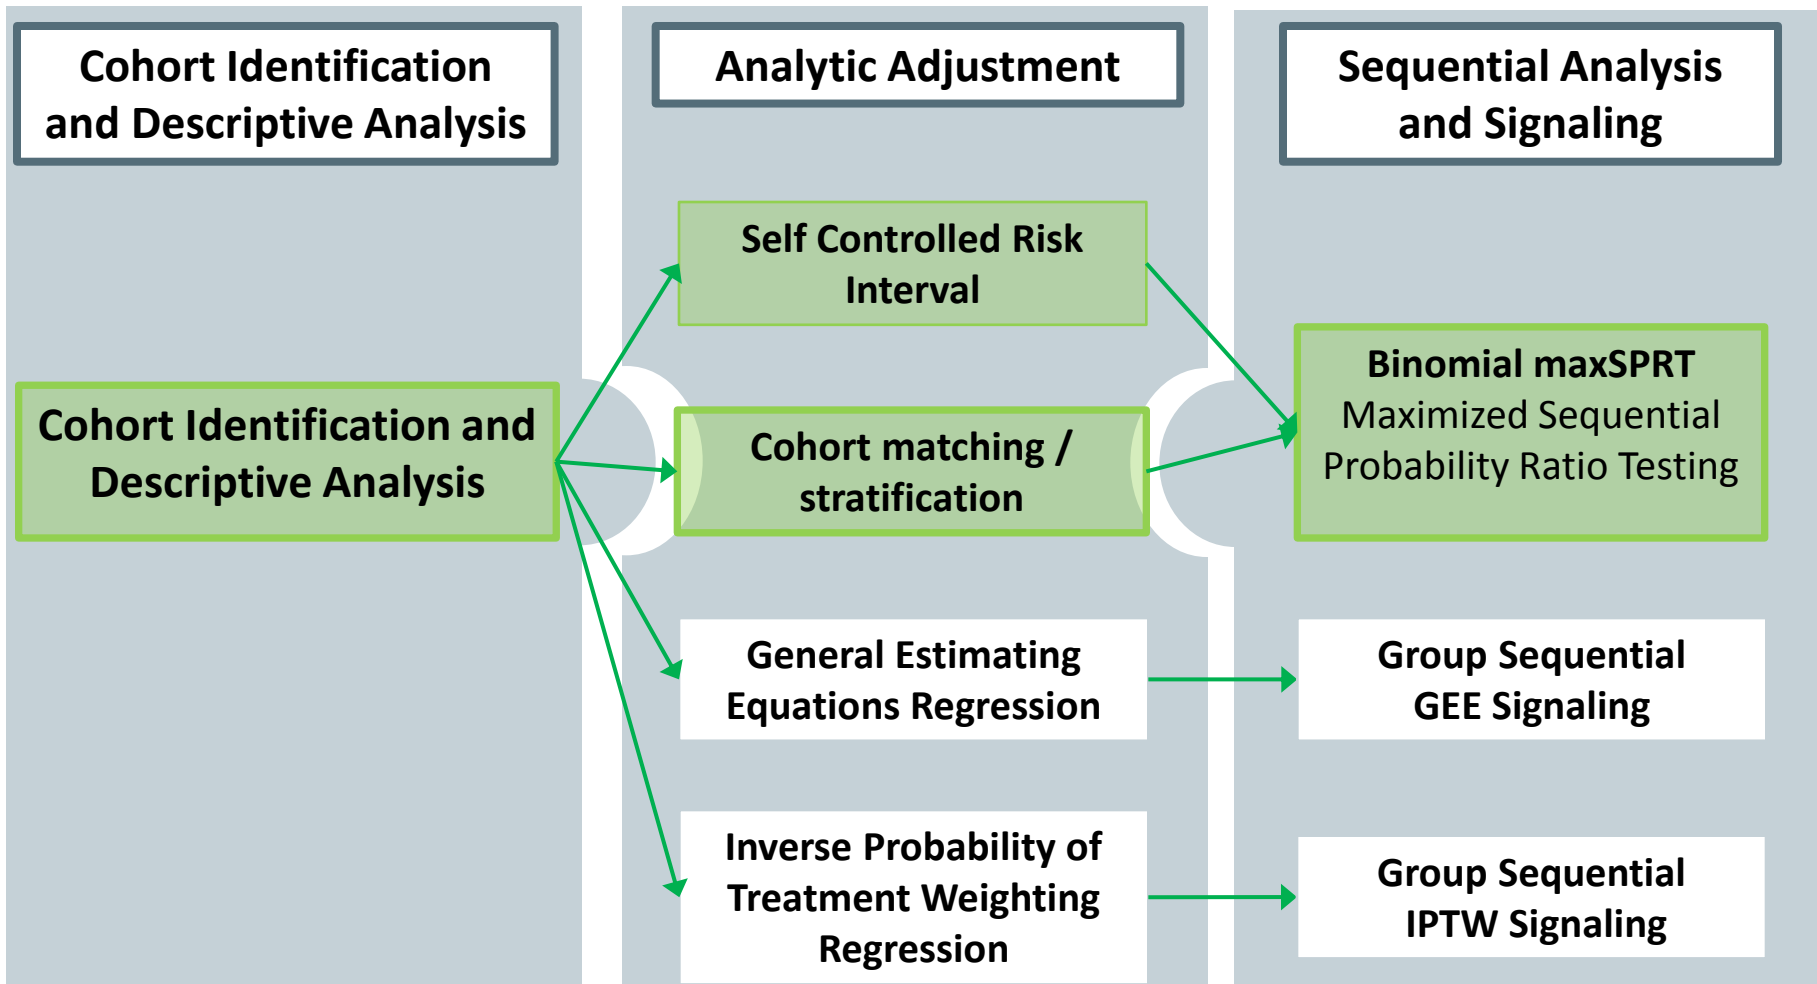 Cohort Identification
and Descriptive Analysis
Analytic Adjustment
Sequential Analysis
and Signaling
Self Controlled Risk
Interval
Cohort Identification and
Descriptive Analysis
Cohort matching /
stratification
Binomial maxSPRT
Maximized Sequential
Probability Ratio Testing
General Estimating
Equations Regression
Group Sequential
GEE Signaling
Inverse Probability of
Treatment Weighting
Regression
Group Sequential
IPTW Signaling